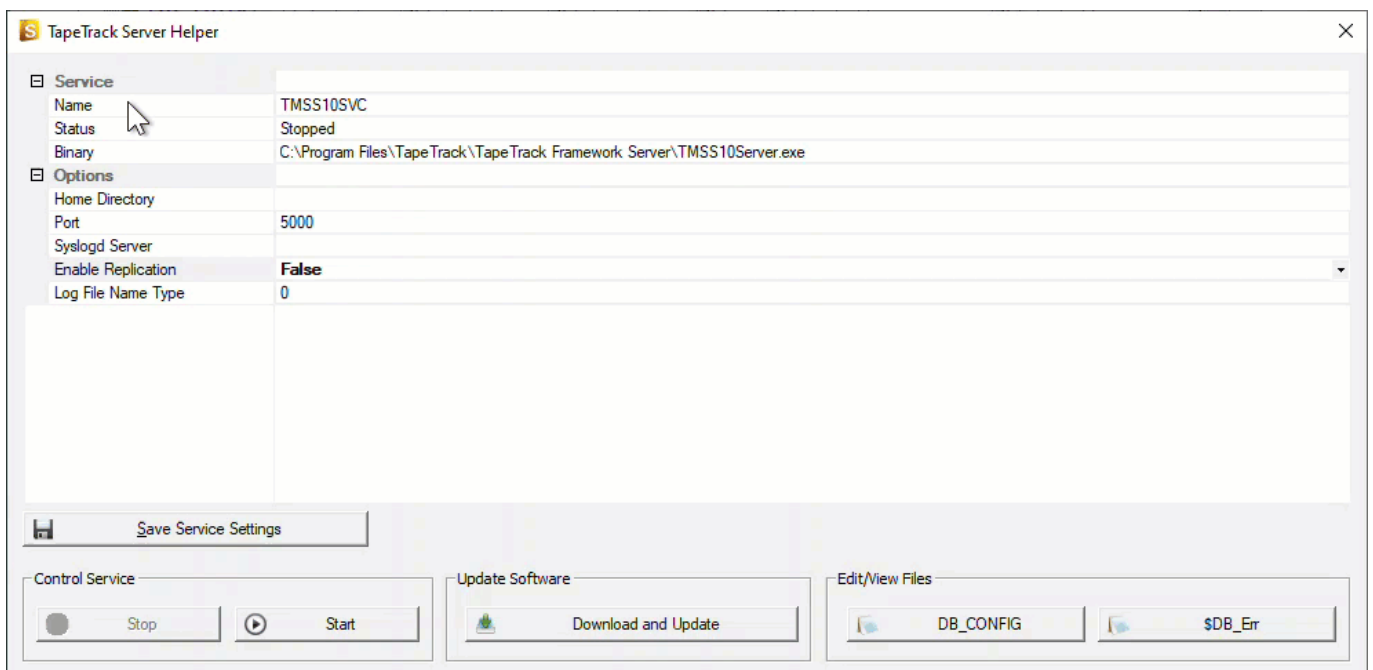 TapeTrack Server Helper
Service
Name TMSS10SVC
Status Stopped
Binary C:\Program Files\TapeTrack\TapeTrack Framework Server\TMSS10Server.exe
Options
Home Directory
Port 5000
Syslogd Server
Enable Replication False
Log File Name Type 0
Save Service Settings
Control Service Update Software Edit/View Files
Stop Start Download and Update DB_CONFIG $DB_Err